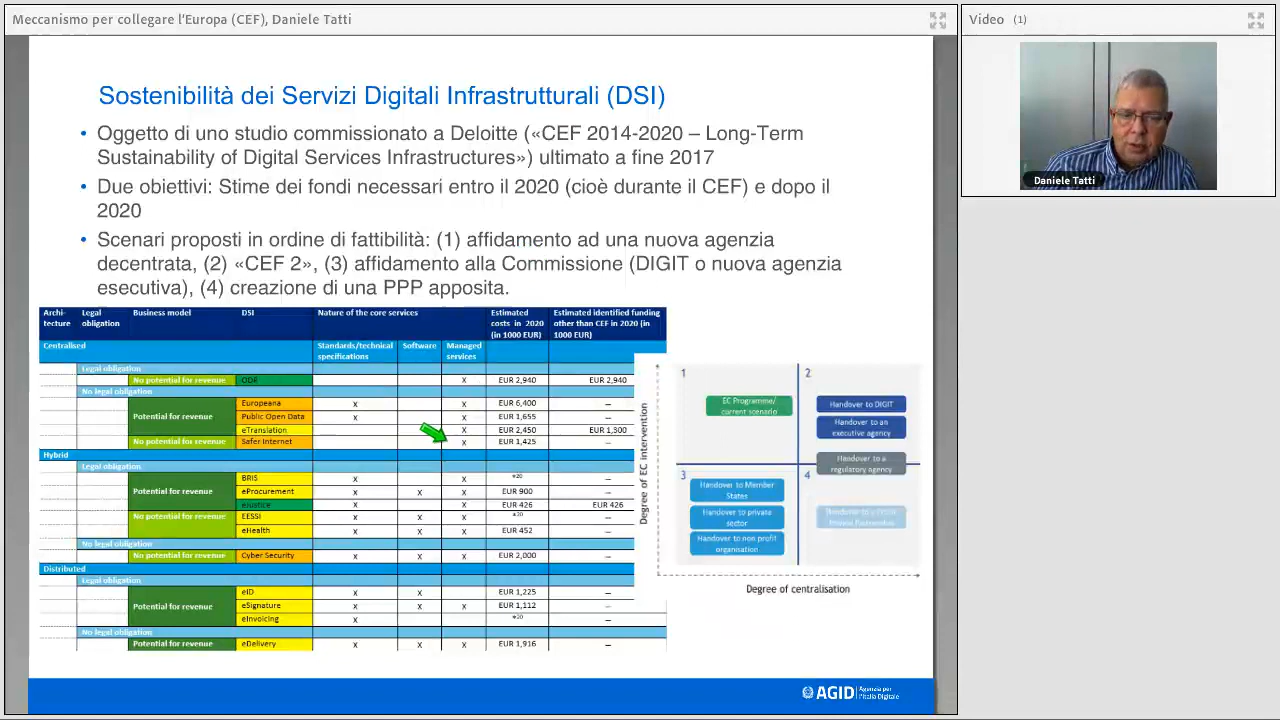 Meccanismo per collegare l'Europa (CEF), Daniele Tatti
Video (1)
Daniele Tatti
Sostenibilità dei Servizi Digitali Infrastrutturali (DSI)
• Oggetto di uno studio commissionato a Deloitte («CEF 2014-2020 – Long-Term
Sustainability of Digital Services Infrastructures») ultimato a fine 2017
• Due obiettivi: Stime dei fondi necessari entro il 2020 (cioè durante il CEF) e dopo il
2020
• Scenari proposti in ordine di fattibilità: (1) affidamento ad una nuova agenzia
decentrata, (2) «CEF 2», (3) affidamento alla Commissione (DIGIT o nuova agenzia
esecutiva), (4) creazione di una PPP apposita.
Archi- Legal Business model DSI Nature of the core services Estimated Estimated identified funding
tecture obligation costs in 2020 other than CEF in 2020 (in
(in 1000 EUR) 1000 EUR)
Centralised Standards/technical Software Managed
specifications services
Legal obligation
No potential for revenue ODR x EUR 2,940 EUR 2,940
No legal obligation
Europeana x x EUR 6,400 –
Potential for revenue Public Open Data x x EUR 1,655 –
eTranslation x EUR 2,450 EUR 1,300
No potential for revenue Safer Internet x EUR 1,425 –
Hybrid
Legal obligation
BRIS x x *20 –
Potential for revenue eProcurement x x x EUR 900 –
eJustice x x EUR 426 EUR 426
No potential for revenue EESSI x x x *20 –
eHealth x x x EUR 452 –
No legal obligation
No potential for revenue Cyber Security x x x EUR 2,000 –
Distributed
Legal obligation
eID x x EUR 1,225 –
Potential for revenue eSignature x x x EUR 1,112 –
eInvoicing x *20 –
No legal obligation
Potential for revenue eDelivery x x x EUR 1,916 –
Degree of EC intervention
1
EC Programme/
current scenario
2
Handover to DIGIT
Handover to an
executive agency
Handover to a
regulatory agency
3
Handover to Member
States
Handover to private
sector
Handover to non profit
organisation
4
Handover to a
Private Partnership
Degree of centralisation
AGID Agenzia per
l'Italia Digitale